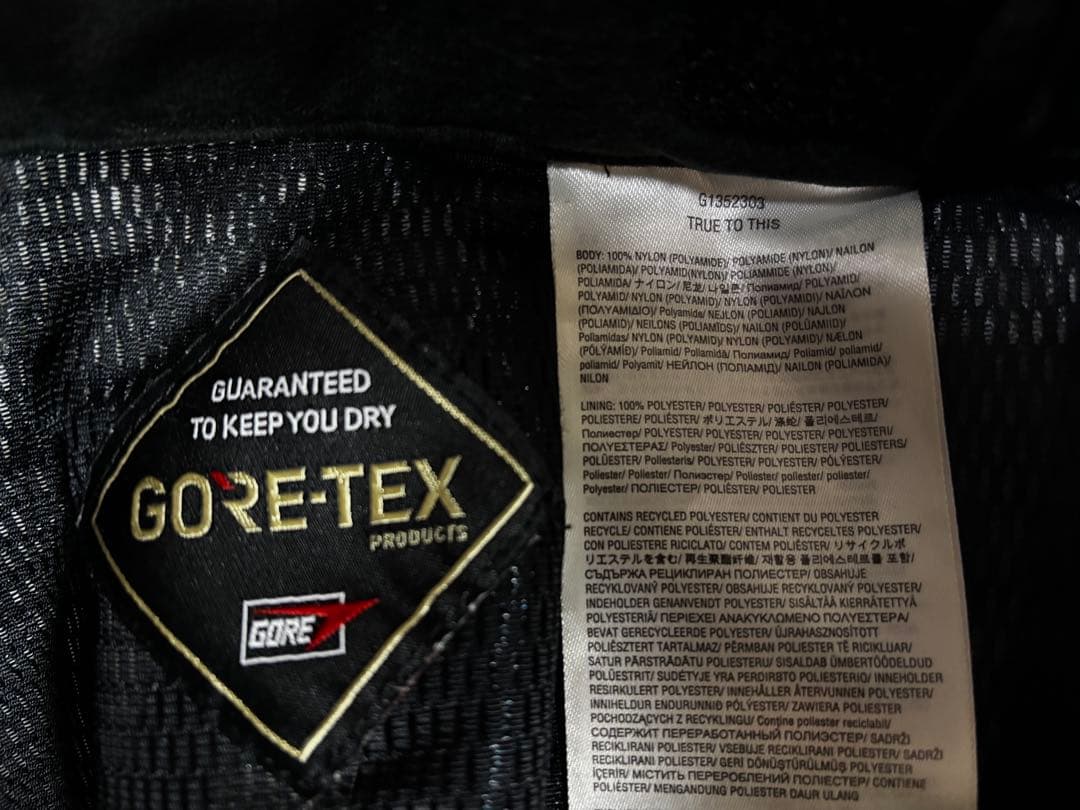 GUARANTEED
TO KEEP YOU DRY
GORE-TEX
PRODUCTS
GORE
G1352303
TRUE TO THIS
BODY: 100% NYLON (POLYAMIDE)/ POLYAMIDE (NYLON)/ NAILON
(POLIAMIDA)/ POLYAMID(NYLON)/ POLIAMMIDE (NYLON)/
POLIAMIDA/ ナイロン/ 尼龙/ 나일론/ Полиамид/ POLYAMID/
POLYAMID/ NYLON (POLYAMID)/ NYLON (POLYAMIDI)/ ΝΑΪΛΟΝ
(ΠΟΛΥΑΜΙΔΙΟ)/ Polyamide/ NEJLON (POLIAMID)/ NAJLON
(POLIAMID)/ NEILONS (POLIAMĪDS)/ NAILON (POLÜAMIID)/
Poliamidas/ NYLON (POLYAMID)/ NYLON (POLYAMID)/ NÆLON
(PÓLÝAMÍÐ)/ Poliamid/ Poliamidă/ Полиамид/ Poliamid/ poliamid/
poliamid/ Polyamit/ НЕЙЛОН (ПОЛІАМІД)/ NAILON (POLIAMIDA)/
NILON
LINING: 100% POLYESTER/ POLYESTER/ POLIÉSTER/ POLYESTER/
POLIESTERE/ POLIÉSTER/ ポリエステル/ 涤纶/ 폴리에스테르/
Полиестер/ Polyester/ POLYESTER/ POLYESTER/ POLYESTERI/
ΠΟΛΥΕΣΤΕΡΑΣ/ Polyester/ POLIÉSZTER/ POLIESTER/ POLIESTERS/
POLÜESTER/ Poliesteris/ POLYESTER/ POLYESTER/ PÓLÝESTER/
Poliester/ Poliester/ Полиэстер/ Poliester/ poliester/ poliester/
Polyester/ ПОЛІЕСТЕР/ POLIÈSTER/ POLIESTER
CONTAINS RECYCLED POLYESTER/ CONTIENT DU POLYESTER
RECYCLE/ CONTIENE POLIÉSTER/ ENTHALT RECYCELTES POLYESTER/
CON POLIESTERE RICICLATO/ CONTEM POLIÉSTER/ リサイクルポ
リエステルを含む/ 再生聚酯纤维/ 재활용 폴리에스테르를 포함/
СЪДЪРЖА РЕЦИКЛИРАН ПОЛИЕСТЕР/ OBSAHUJE
RECYKLOVANÝ POLYESTER/ OBSAHUJE RECYKLOVANÝ POLYESTER/
INDEHOLDER GENANVENDT POLYESTER/ SISÄLTÄÄ KIERRÄTETTYÄ
POLYESTERIÄ/ ΠΕΡΙΕΧΕΙ ΑΝΑΚΥΚΛΩΜΕΝΟ ΠΟΛΥΕΣΤΕΡΑ/
BEVAT GERECYCLEERDE POLYESTER/ ÚJRAHASZNOSÍTOTT
POLIÉSZTERT TARTALMAZ/ PËRMBAN POLIESTER TË RICIKLUAR/
SATUR PĀRSTRĀDĀTU POLIESTERU/ SISALDAB ÜMBERTÖÖDELDUD
POLÜESTRIT/ SUDĖTYJE YRA PERDIRBTO POLIESTERIO/ INNEHOLDER
RESIRKULERT POLYESTER/ INNEHÅLLER ÅTERVUNNEN POLYESTER/
INNIHELDUR ENDURUNNIÐ PÓLÝESTER/ ZAWIERA POLIESTER
POCHODZĄCYCH Z RECYKLINGU/ Conține poliester reciclabil/
СОДЕРЖИТ ПЕРЕРАБОТАННЫЙ ПОЛИЭСТЕР/ SADRŽI
RECIKLIRANI POLIESTER/ VSEBUJE RECIKLIRANI POLIESTER/ SADRŽI
RECIKLIRANI POLIESTER/ GERİ DÖNÜŞTÜRÜLMÜŞ POLYESTER
İÇERİR/ МІСТИТЬ ПЕРЕРОБЛЕНИЙ ПОЛІЕСТЕР/ CONTIENE
POLIESTER/ MENGANDUNG POLIESTER DAUR ULANG